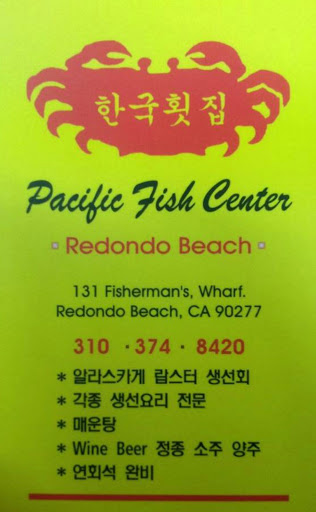 한국횟집
Pacific Fish Center
Redondo Beach
131 Fisherman's, Wharf.
Redondo Beach, CA 90277
310 · 374 · 8420
* 알라스카게 랍스터 생선회
* 각종 생선요리 전문
* 매운탕
* Wine Beer 정종 소주 양주
* 연회석 완비